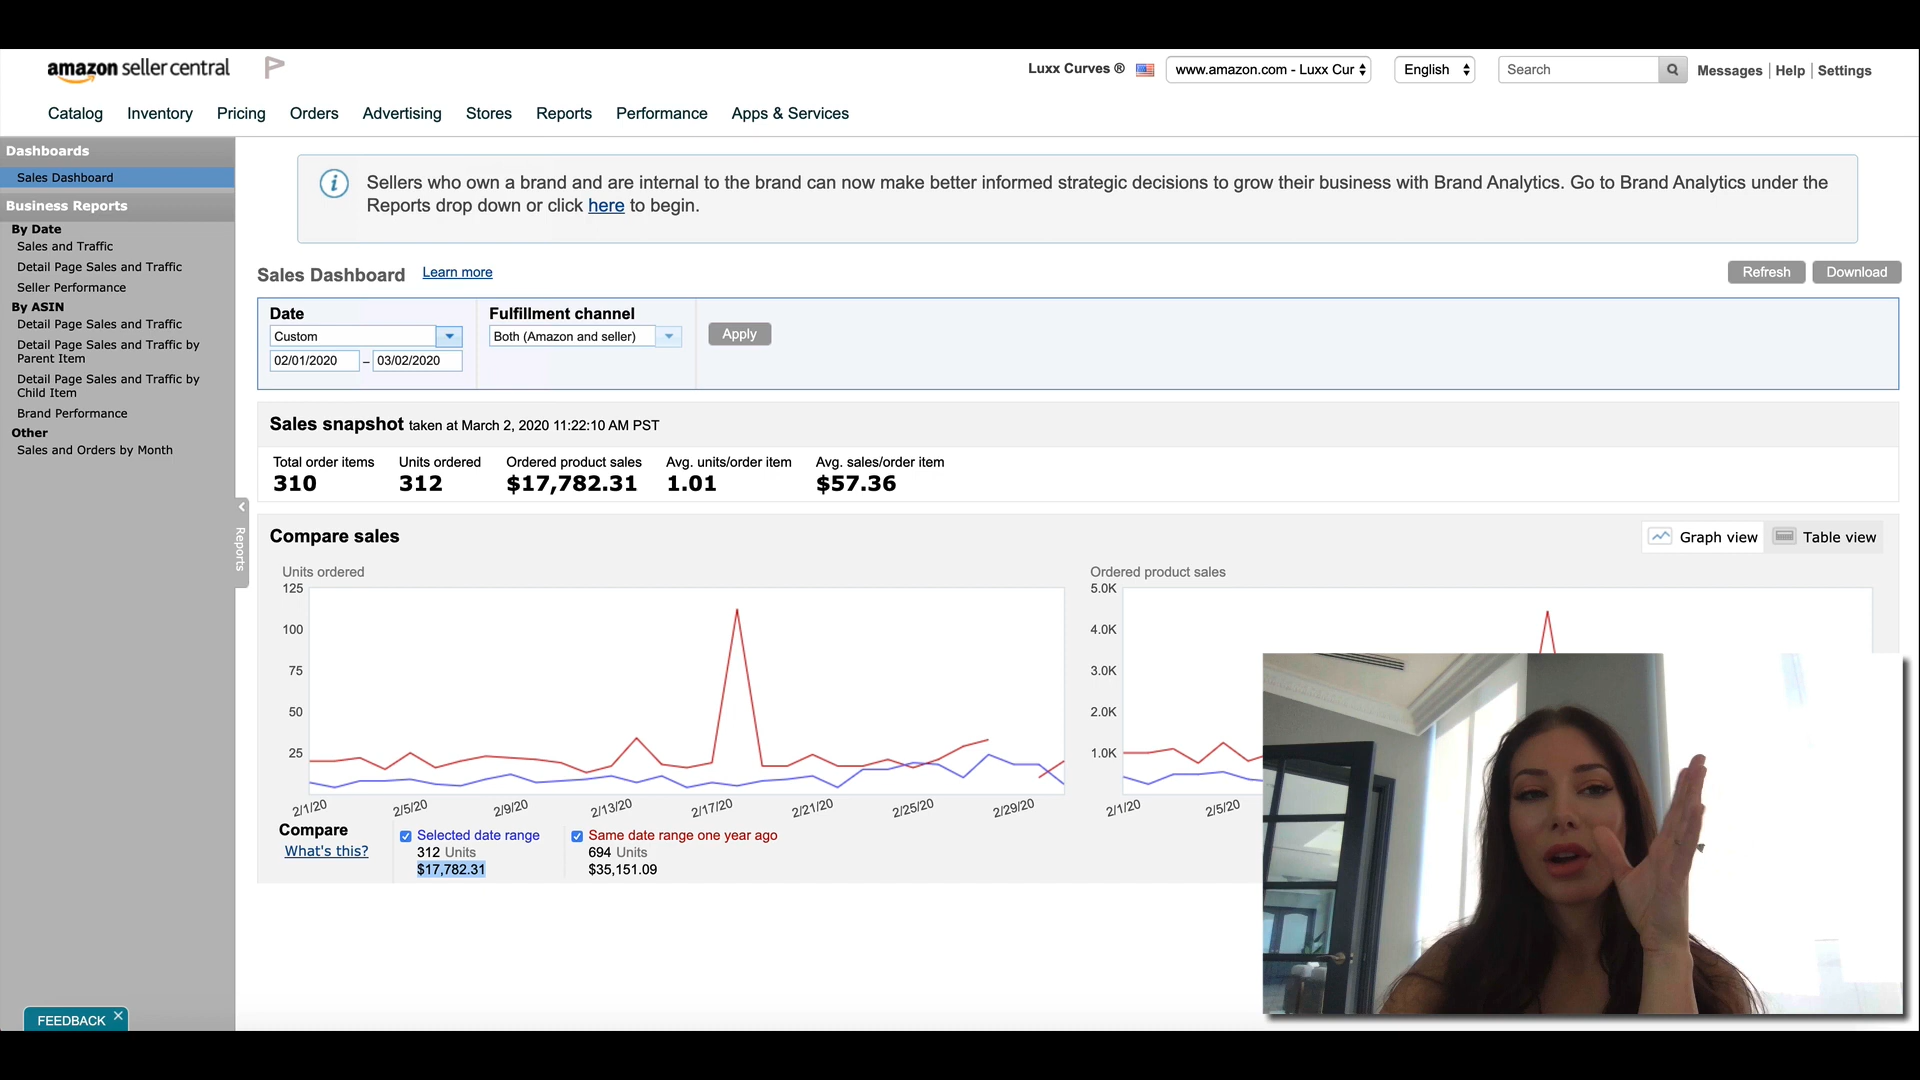 amazon seller central
Luxx Curves ®
www.amazon.com - Luxx Cur
English
Search
Messages | Help | Settings
Catalog
Inventory
Pricing
Orders
Advertising
Stores
Reports
Performance
Apps & Services
Dashboards
Sales Dashboard
Business Reports
By Date
Sales and Traffic
Detail Page Sales and Traffic
Seller Performance
By ASIN
Detail Page Sales and Traffic
Detail Page Sales and Traffic by
Parent Item
Detail Page Sales and Traffic by
Child Item
Brand Performance
Other
Sales and Orders by Month
Reports
FEEDBACK
Sellers who own a brand and are internal to the brand can now make better informed strategic decisions to grow their business with Brand Analytics. Go to Brand Analytics under the
Reports drop down or click here to begin.
Sales Dashboard
Learn more
Refresh
Download
Date
Custom
02/01/2020 – 03/02/2020
Fulfillment channel
Both (Amazon and seller)
Apply
Sales snapshot taken at March 2, 2020 11:22:10 AM PST
Total order items
310
Units ordered
312
Ordered product sales
$17,782.31
Avg. units/order item
1.01
Avg. sales/order item
$57.36
Compare sales
Graph view
Table view
Units ordered
125
100
75
50
25
2/1/20
2/5/20
2/9/20
2/13/20
2/17/20
2/21/20
2/25/20
2/29/20
Ordered product sales
5.0K
4.0K
3.0K
2.0K
1.0K
2/1/20
2/5/20
Compare
What's this?
Selected date range
312 Units
$17,782.31
Same date range one year ago
694 Units
$35,151.09